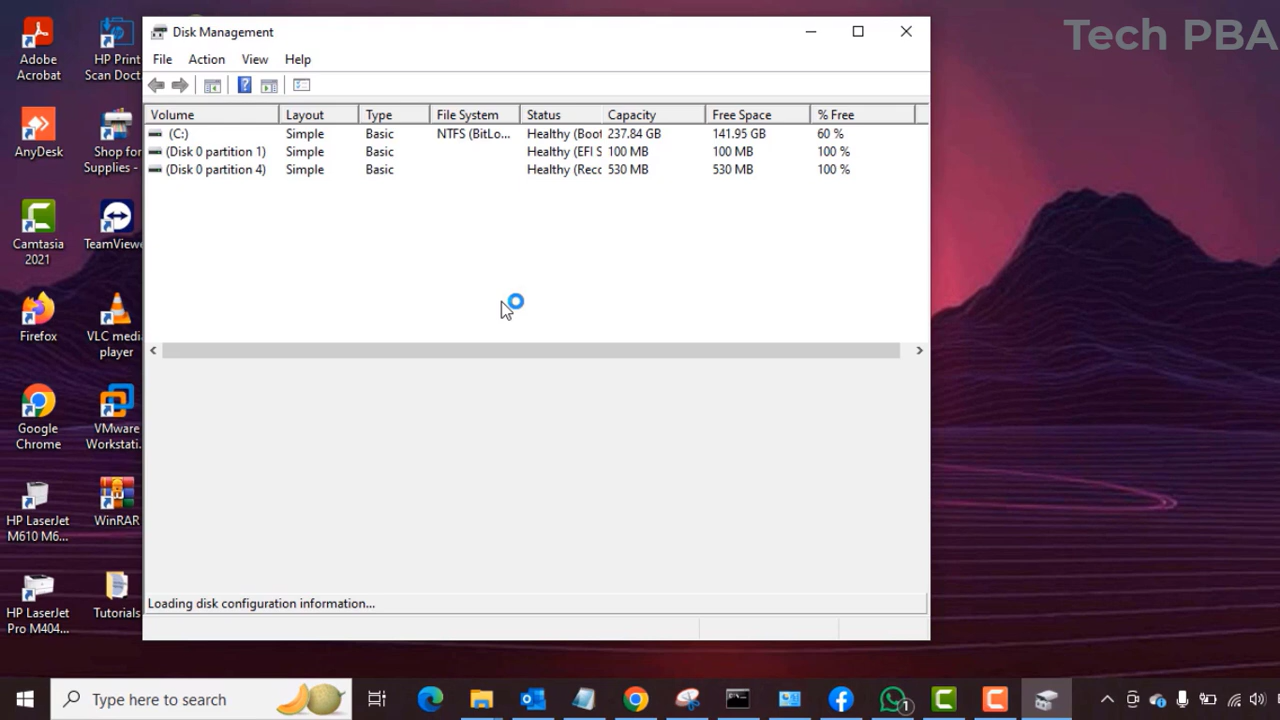 Tech PBA
Disk Management
File Action View Help
Volume Layout Type File System Status Capacity Free Space % Free
(C:) Simple Basic NTFS (BitLo... Healthy (Boot 237.84 GB 141.95 GB 60 %
(Disk 0 partition 1) Simple Basic Healthy (EFI S 100 MB 100 MB 100 %
(Disk 0 partition 4) Simple Basic Healthy (Reco 530 MB 530 MB 100 %
Loading disk configuration information...
Adobe
Acrobat
HP Print
Scan Doct
AnyDesk
Shop for
Supplies -
Camtasia
2021
TeamViewe
Firefox
VLC medi
player
Google
Chrome
VMware
Workstati.
HP LaserJet
M610 M6...
WinRAR
HP LaserJet
Pro M404...
Tutorials
Type here to search
1